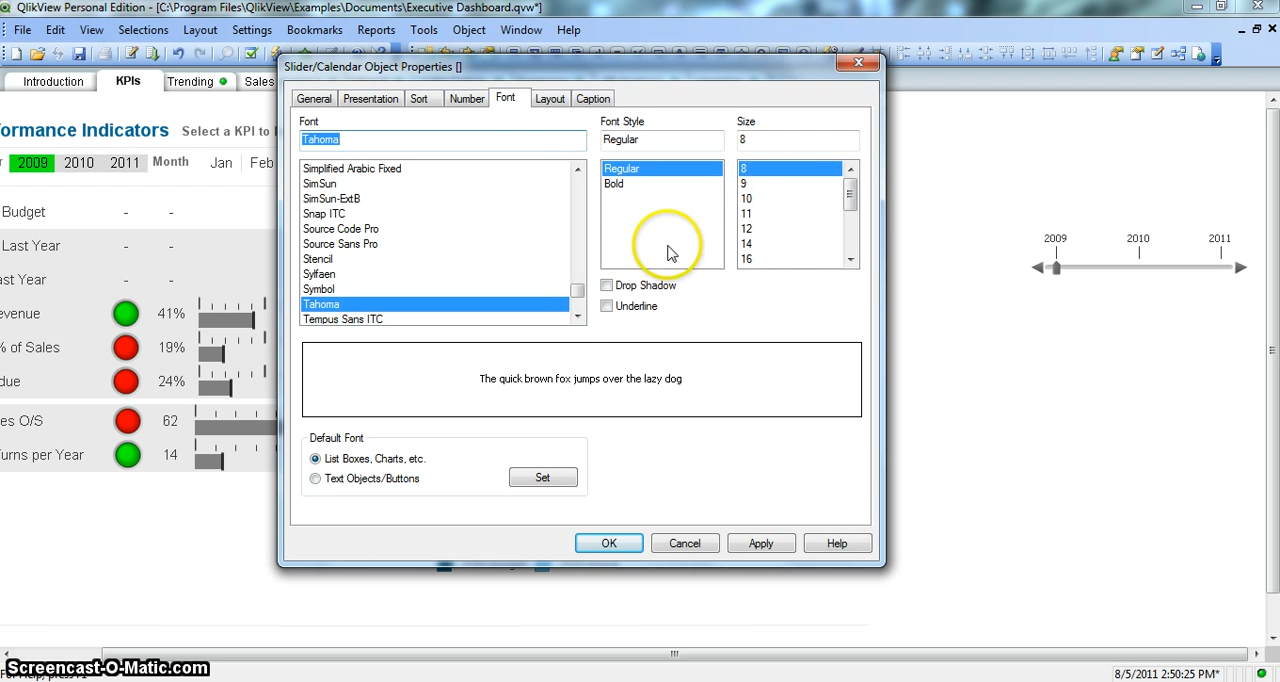 QlikView Personal Edition - [C:\Program Files\QlikView\Examples\Documents\Executive Dashboard.qvw*]
File Edit View Selections Layout Settings Bookmarks Reports Tools Object Window Help
Introduction KPIs Trending Sales
Slider/Calendar Object Properties []
General Presentation Sort Number Font Layout Caption
Font
Tahoma
Simplified Arabic Fixed
SimSun
SimSun-ExtB
Snap ITC
Source Code Pro
Source Sans Pro
Stencil
Sylfaen
Symbol
Tahoma
Tempus Sans ITC
Font Style
Regular
Regular
Bold
Size
8
8
9
10
11
12
14
16
Drop Shadow
Underline
The quick brown fox jumps over the lazy dog
Default Font
List Boxes, Charts, etc.
Text Objects/Buttons
Set
OK Cancel Apply Help
ormance Indicators Select a KPI to
2009 2010 2011 Month Jan Feb
Budget - -
Last Year - -
ast Year - -
evenue 41%
% of Sales 19%
due 24%
es O/S 62
urns per Year 14
2009 2010 2011
Screencast-O-Matic.com
8/5/2011 2:50:25 PM*